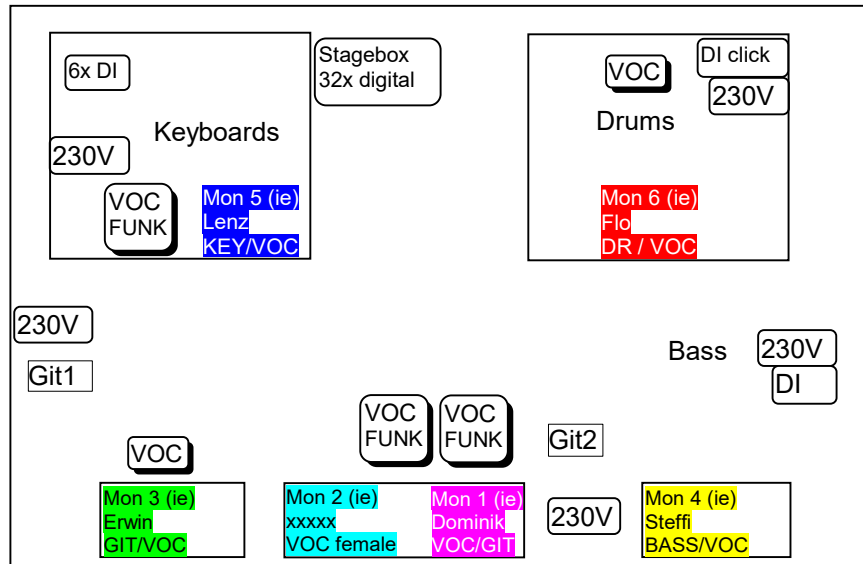 6x DI
Stagebox
32x digital
VOC
DI click
230V
Keyboards
Drums
230V
VOC
FUNK
Mon 5 (ie)
Lenz
KEY/VOC
Mon 6 (ie)
Flo
DR / VOC
230V
Git1
Bass
230V
DI
VOC
VOC
FUNK
VOC
FUNK
Git2
Mon 3 (ie)
Erwin
GIT/VOC
Mon 2 (ie)
xxxxx
VOC female
Mon 1 (ie)
Dominik
VOC/GIT
230V
Mon 4 (ie)
Steffi
BASS/VOC